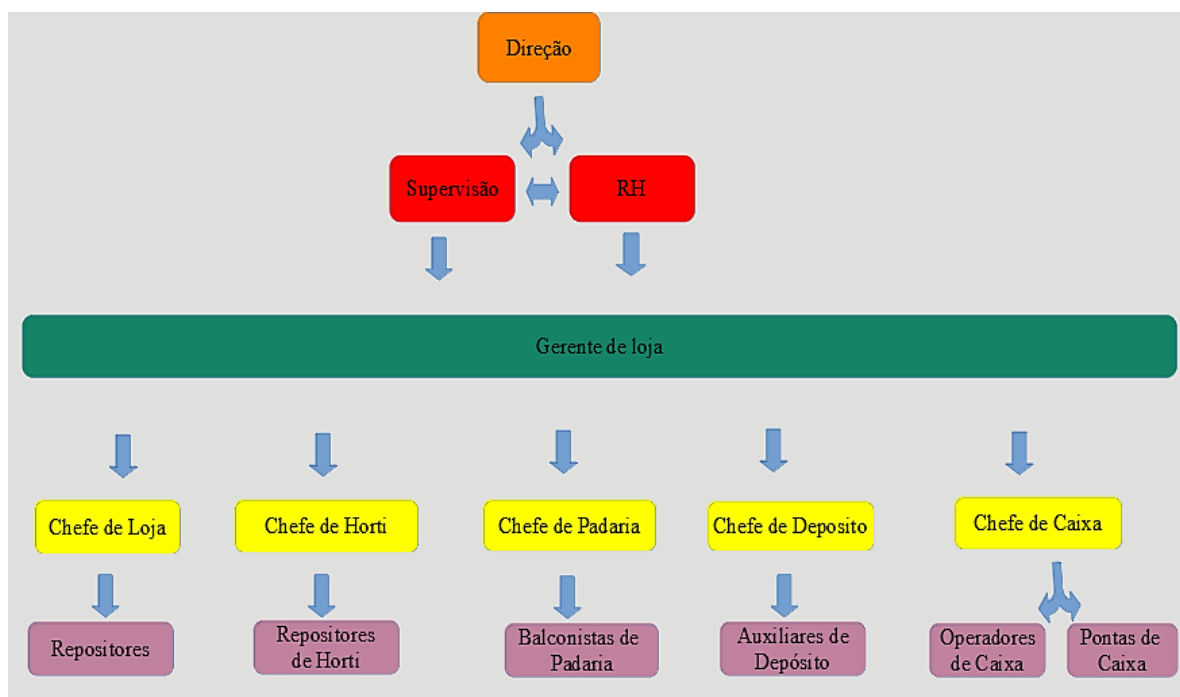 Direção
Supervisão
RH
Gerente de loja
Chefe de Loja
Chefe de Horti
Chefe de Padaria
Chefe de Deposito
Chefe de Caixa
Repositores
Repositores
de Horti
Balconistas de
Padaria
Auxiliares de
Depósito
Operadores
de Caixa
Pontas de
Caixa